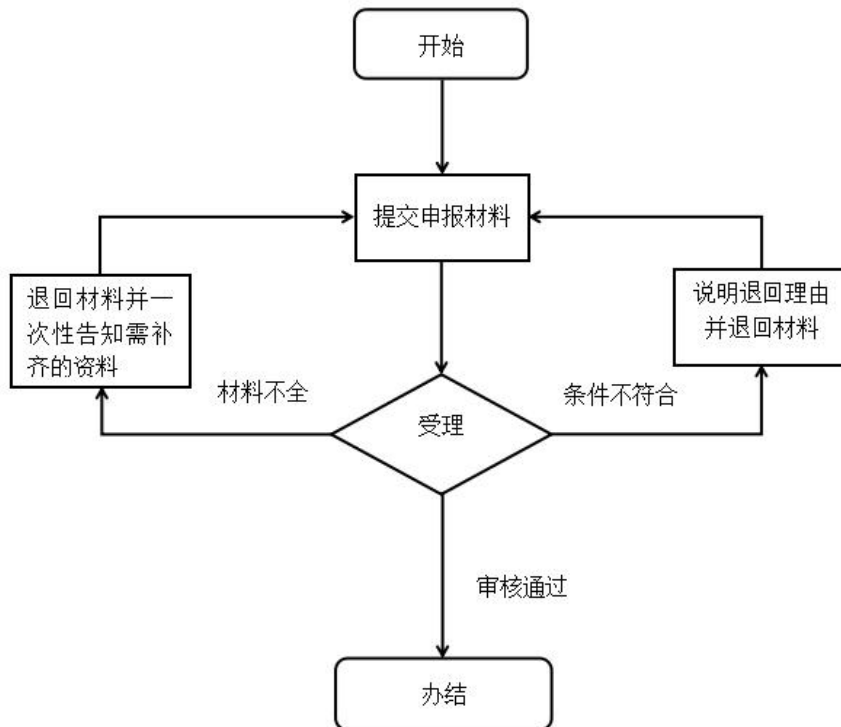 开始
提交申报材料
退回材料并一
次性告知需补
齐的资料
说明退回理由
并退回材料
材料不全
条件不符合
受理
审核通过
办结